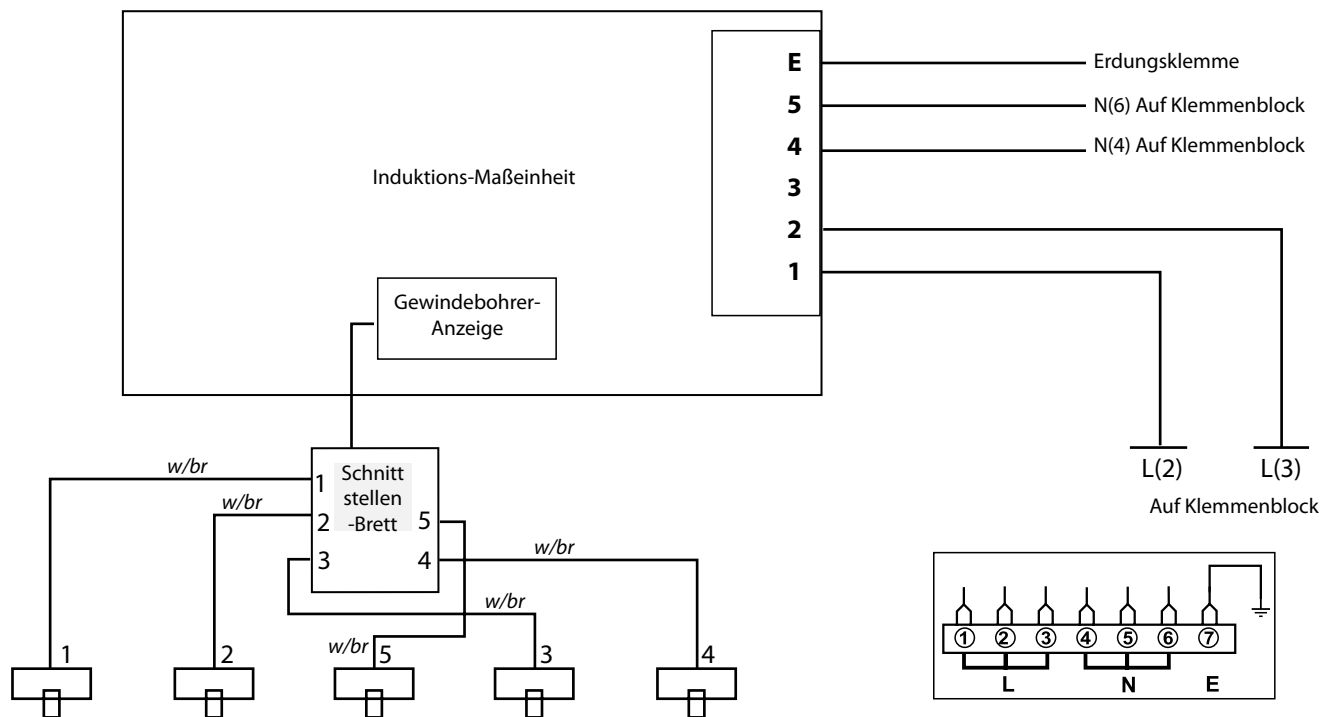 E
Erdungsklemme
5
N(6) Auf Klemmenblock
4
N(4) Auf Klemmenblock
Induktions-Maßeinheit
3
2
1
Gewindebohrer-
Anzeige
L(2)
L(3)
Auf Klemmenblock
w/br
1
Schnitt
stellen
-Brett
w/br
2
5
3
4
w/br
w/br
w/br
1
2
5
3
4
1
2
3
4
5
6
7
L
N
E